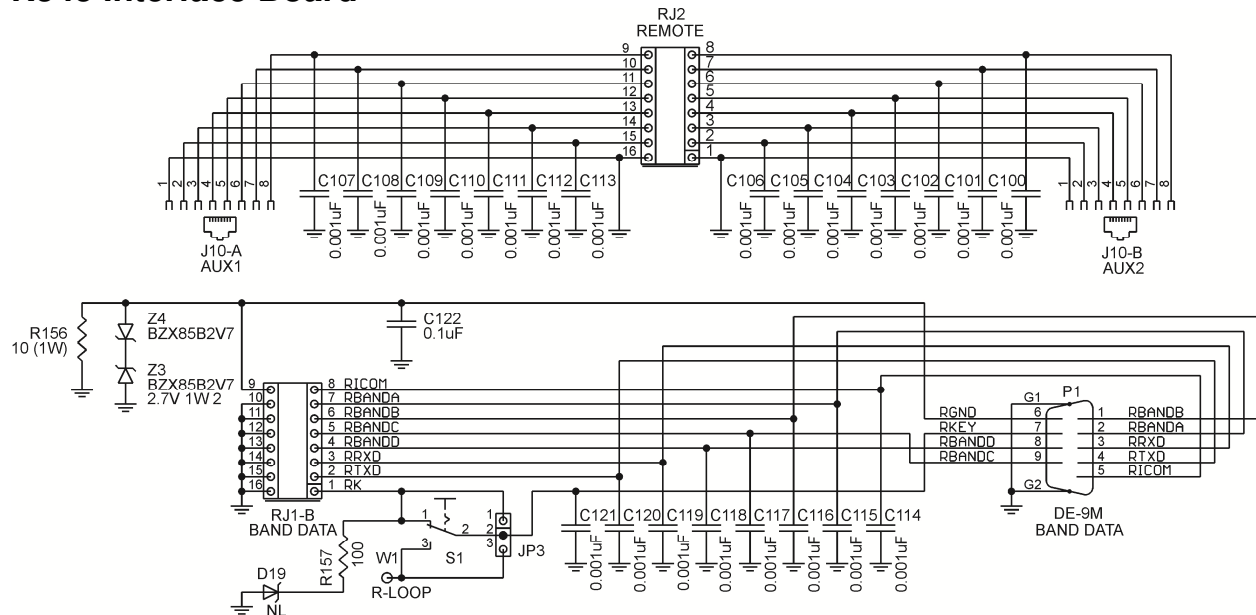 RJ2
REMOTE
9
10
11
12
13
14
15
16
8
7
6
5
4
3
2
1
1
2
3
4
5
6
7
8
J10-A
AUX1
C107
C108
C109
C110
C111
C112
C113
0.001uF
0.001uF
0.001uF
0.001uF
0.001uF
0.001uF
0.001uF
C106
C105
C104
C103
C102
C101
C100
0.001uF
0.001uF
0.001uF
0.001uF
0.001uF
0.001uF
0.001uF
1
2
3
4
5
6
7
8
J10-B
AUX2
R156
10 (1W)
Z4
BZX85B2V7
Z3
BZX85B2V7
2.7V 1W 2
C122
0.1uF
9
10
11
12
13
14
15
16
8 RICOM
7 RBANDA
6 RBANDB
5 RBANDC
4 RBANDD
3 RRXD
2 RTXD
1 RK
RJ1-B
BAND DATA
R157
100
D19
NL
W1
R-LOOP
1
2
3
S1
1
2
3
JP3
C121
C120
C119
C118
C117
C116
C115
C114
0.001uF
0.001uF
0.001uF
0.001uF
0.001uF
0.001uF
0.001uF
0.001uF
P1
G1
RGND 6
RKEY 7
RBANDD 8
RBANDC 9
G2
1 RBANDB
2 RBANDA
3 RRXD
4 RTXD
5 RICOM
DE-9M
BAND DATA